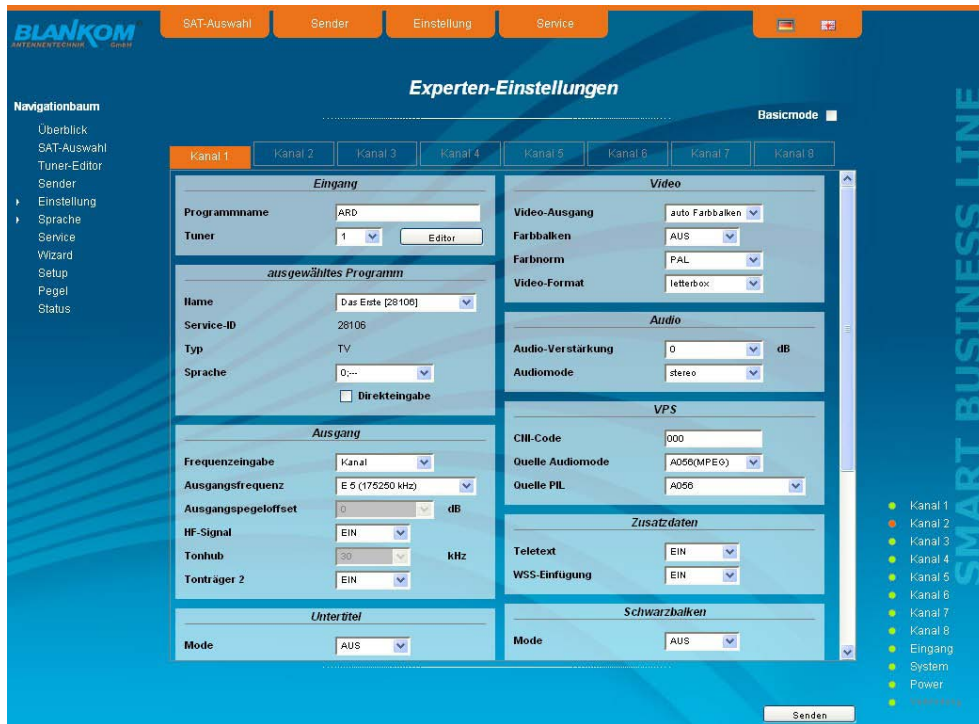 BLANKOM
ANTENNENTECHNIK GmbH
SAT-Auswahl
Sender
Einstellung
Service
Experten-Einstellungen
Basicmode
Navigationbaum
Überblick
SAT-Auswahl
Tuner-Editor
Sender
Einstellung
Sprache
Service
Wizard
Setup
Pegel
Status
Kanal 1
Kanal 2
Kanal 3
Kanal 4
Kanal 5
Kanal 6
Kanal 7
Kanal 8
Eingang
Programmname ARD
Tuner 1 Editor
ausgewähltes Programm
Name Das Erste [28106]
Service-ID 28106
Typ TV
Sprache 0;---
Direkteingabe
Ausgang
Frequenzeingabe Kanal
Ausgangsfrequenz E 5 (175250 kHz)
Ausgangspegeloffset 0 dB
HF-Signal EIN
Tonhub 30 kHz
Tonträger 2 EIN
Untertitel
Mode AUS
Video
Video-Ausgang auto Farbbalken
Farbbalken AUS
Farbnorm PAL
Video-Format letterbox
Audio
Audio-Verstärkung 0 dB
Audiomode stereo
VPS
CNI-Code 000
Quelle Audiomode A056(MPEG)
Quelle PIL A056
Zusatzdaten
Teletext EIN
WSS-Einfügung EIN
Schwarzbalken
Mode AUS
Senden
SMART BUSINESS LINE
Kanal 1
Kanal 2
Kanal 3
Kanal 4
Kanal 5
Kanal 6
Kanal 7
Kanal 8
Eingang
System
Power